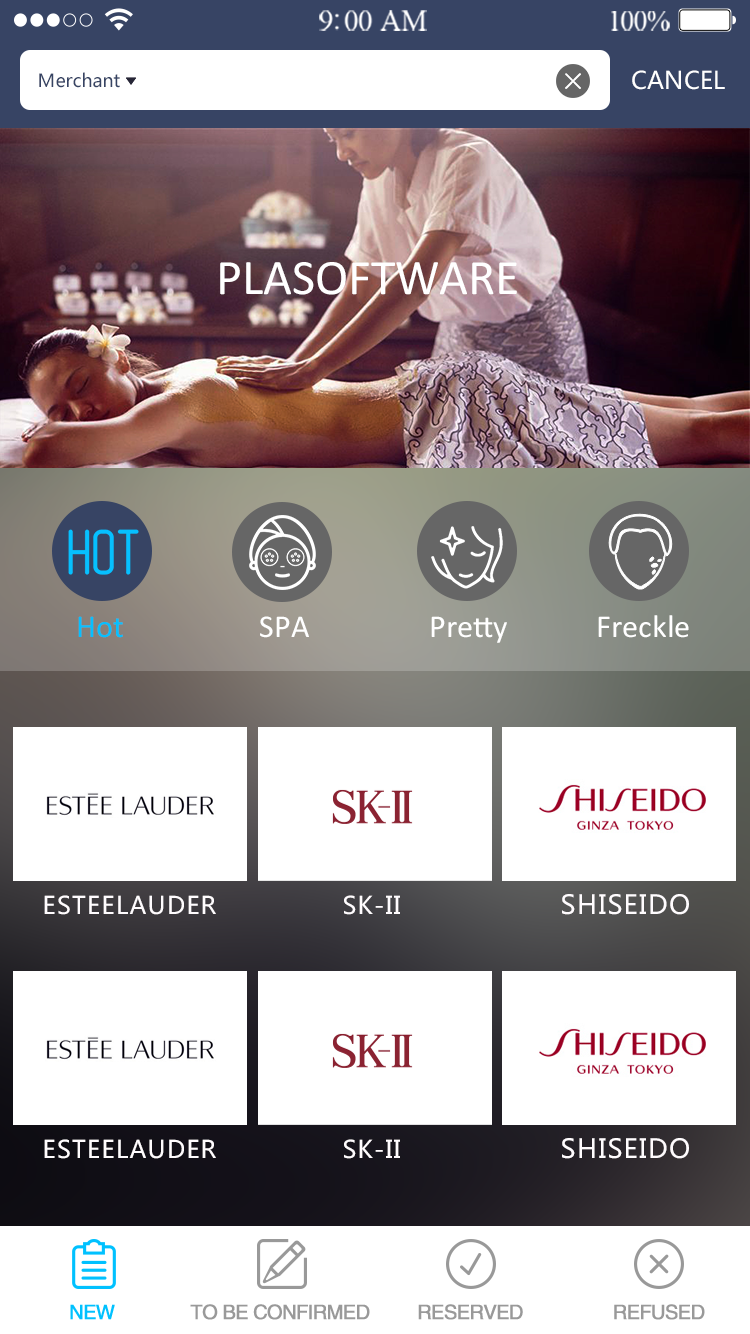 9:00 AM 100%
Merchant CANCEL
PLASOFTWARE
HOT
Hot SPA Pretty Freckle
ESTĒE LAUDER SK-II SHISEIDO
GINZA TOKYO
ESTEELAUDER SK-II SHISEIDO
ESTĒE LAUDER SK-II SHISEIDO
GINZA TOKYO
ESTEELAUDER SK-II SHISEIDO
NEW TO BE CONFIRMED RESERVED REFUSED